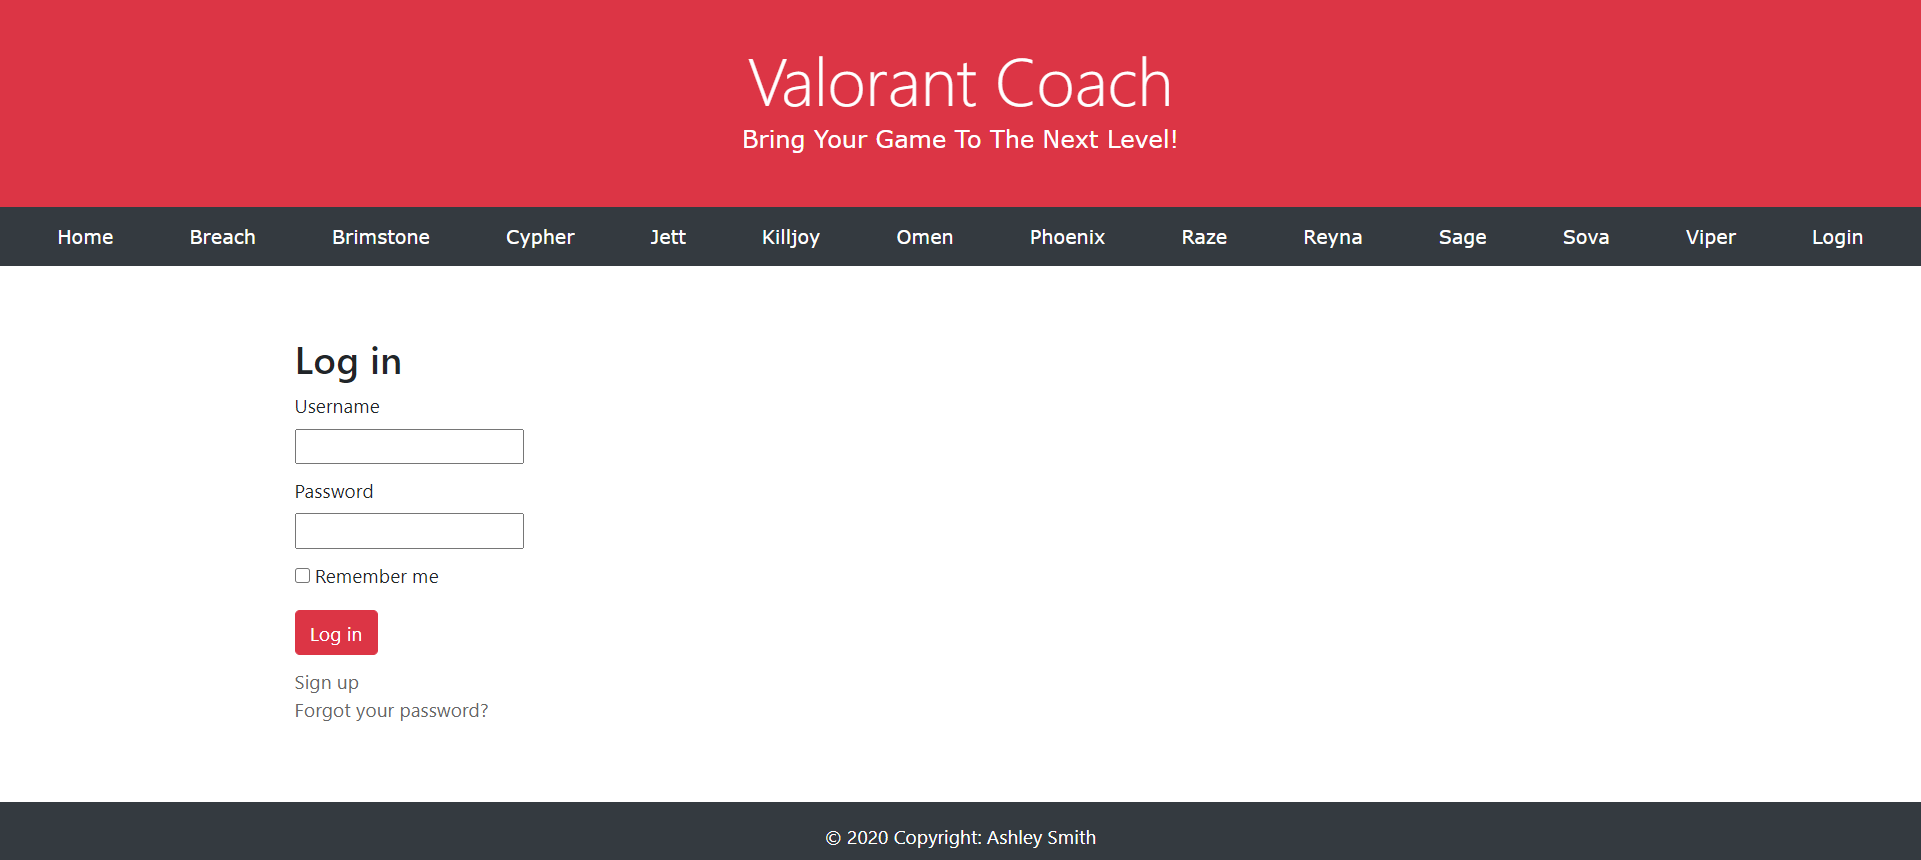 Valorant Coach
Bring Your Game To The Next Level!
Home Breach Brimstone Cypher Jett Killjoy Omen Phoenix Raze Reyna Sage Sova Viper Login
Log in
Username
Password
Remember me
Log in
Sign up
Forgot your password?
© 2020 Copyright: Ashley Smith